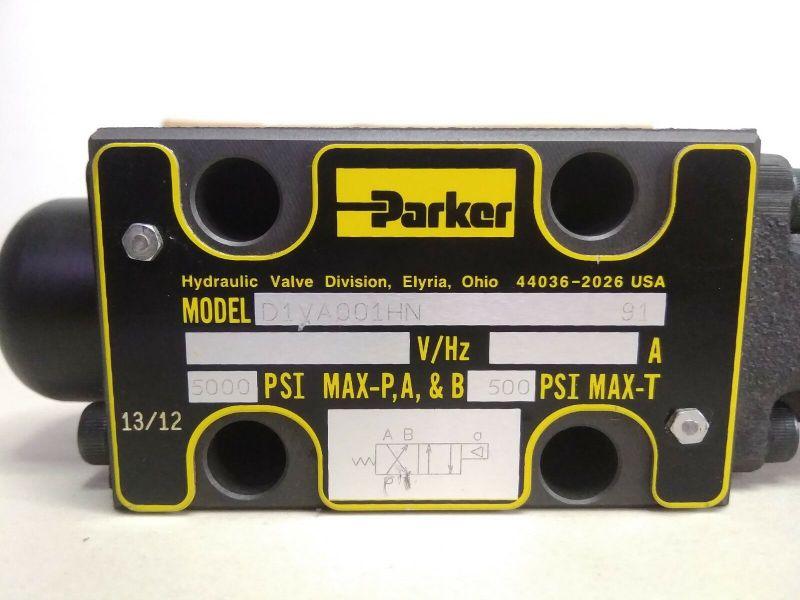 Parker
Hydraulic Valve Division, Elyria, Ohio 44036-2026 USA
MODEL D1VA001HN 91
V/Hz A
5000 PSI MAX-P,A, & B 500 PSI MAX-T
13/12
A B o
P